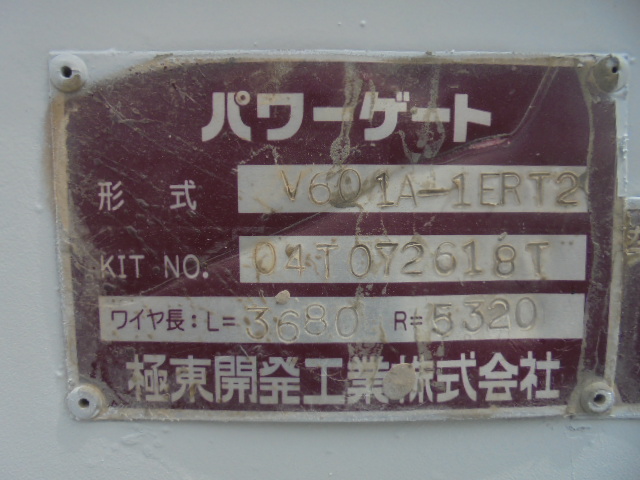 パワーゲート
形式 V601A-1ERT2
KIT NO. 04T072618T
ワイヤ長:L=3680 R=5320
極東開発工業株式会社